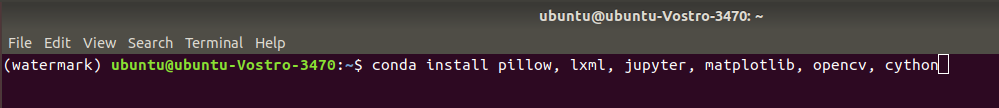 ubuntu@ubuntu-Vostro-3470: ~
File Edit View Search Terminal Help
(watermark) ubuntu@ubuntu-Vostro-3470:~$ conda install pillow, lxml, jupyter, matplotlib, opencv, cython